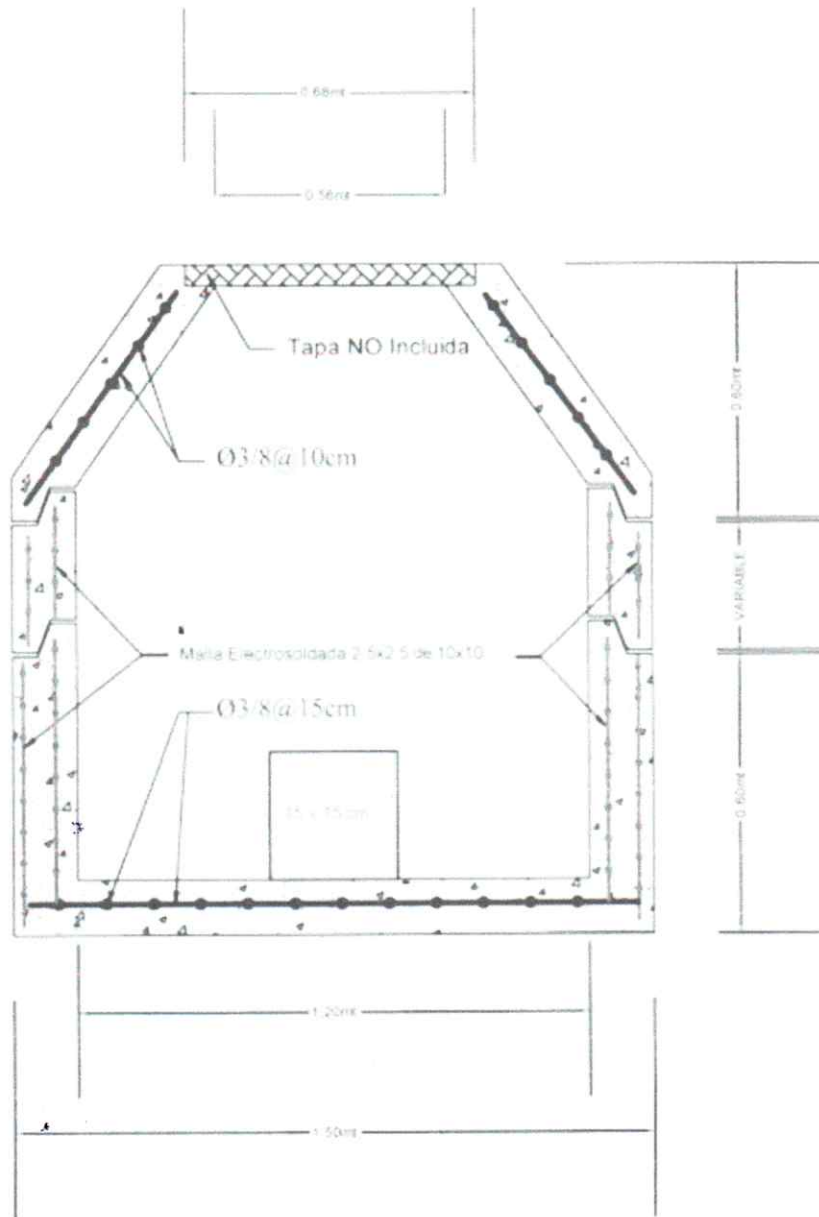 0.68mt
0.56mt
Tapa NO Incluida
0.60mt
Ø3/8@10cm
VARIABLE
Malla Electrosoldada 2.5x2.5 de 10x10
Ø3/8@15cm
0.60mt
1.20mt
1.50mt